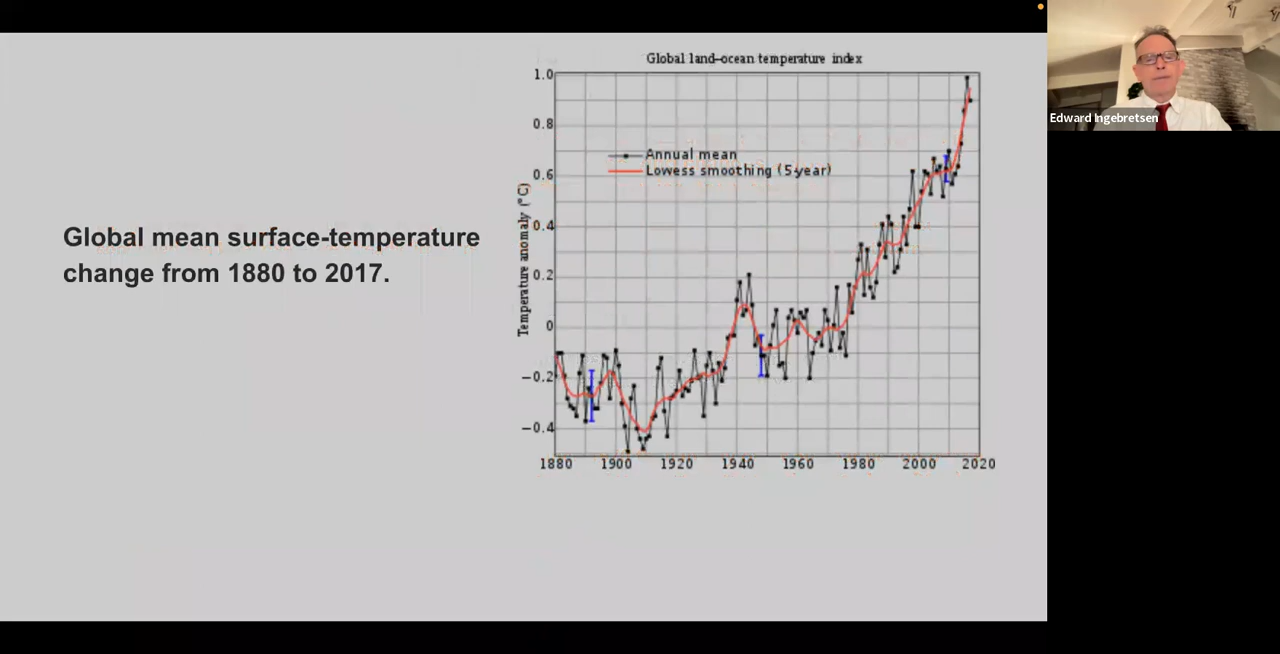 Global land–ocean temperature index
1.0
0.8
0.6
0.4
0.2
0
−0.2
−0.4
Temperature anomaly (°C)
Annual mean
Lowess smoothing (5-year)
1880 1900 1920 1940 1960 1980 2000 2020
Global mean surface-temperature
change from 1880 to 2017.
Edward Ingebretsen